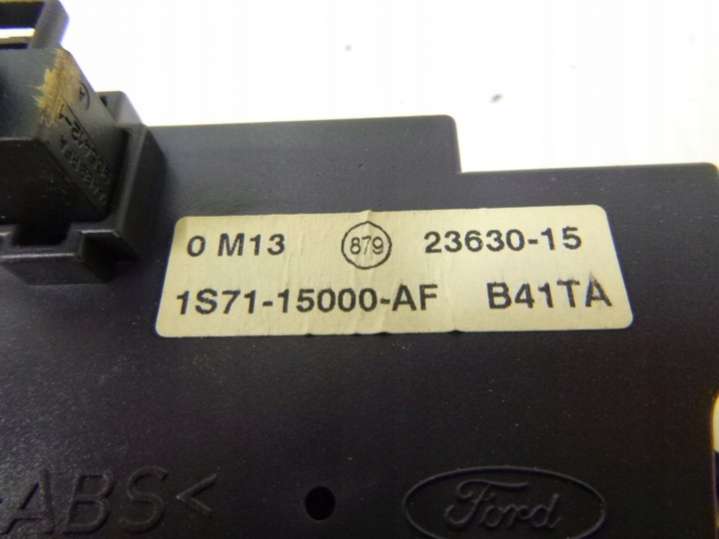 0 M13 879 23630-15
1S71-15000-AF B41TA
>ABS<
Ford